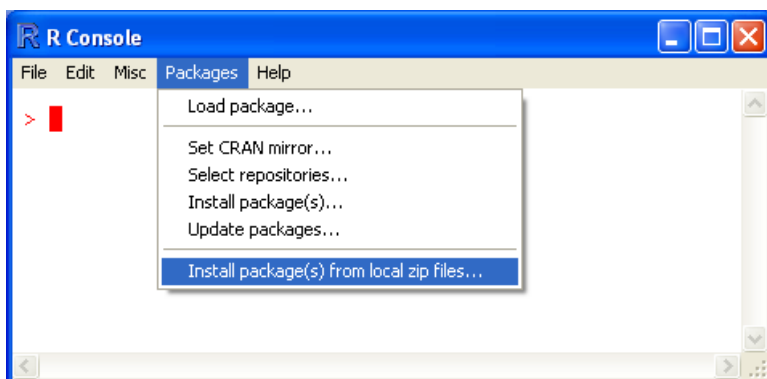 R R Console
File Edit Misc Packages Help
>
Load package...
Set CRAN mirror...
Select repositories...
Install package(s)...
Update packages...
Install package(s) from local zip files...